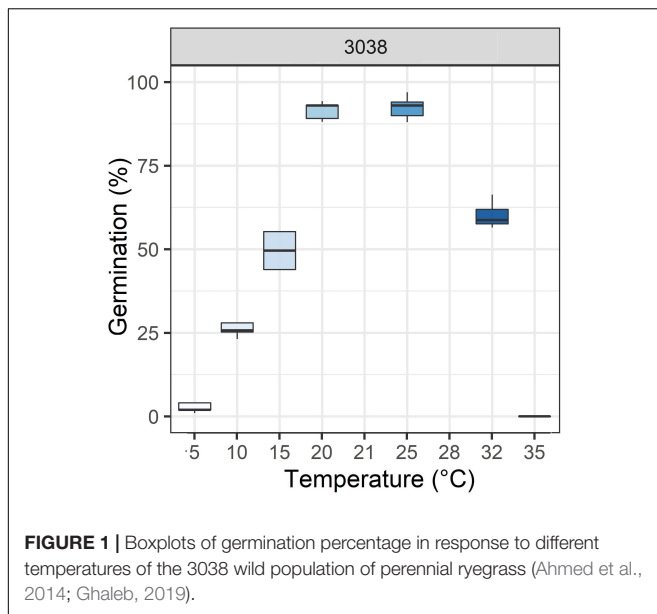 3038
100
75
50
25
0
Germination (%)
5 10 15 20 21 25 28 32 35
Temperature (°C)
FIGURE 1 | Boxplots of germination percentage in response to different
temperatures of the 3038 wild population of perennial ryegrass (Ahmed et al.,
2014; Ghaleb, 2019).